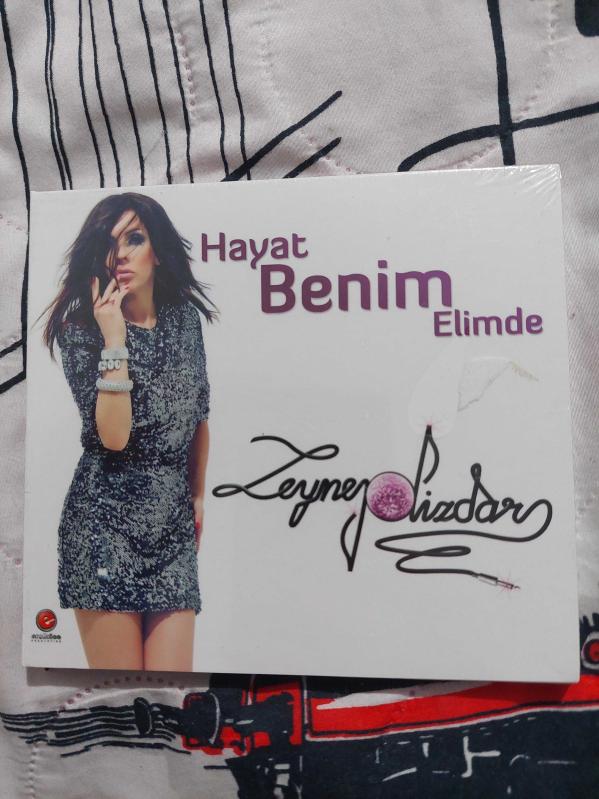 Hayat
Benim
Elimde
Zeynep Dizdar